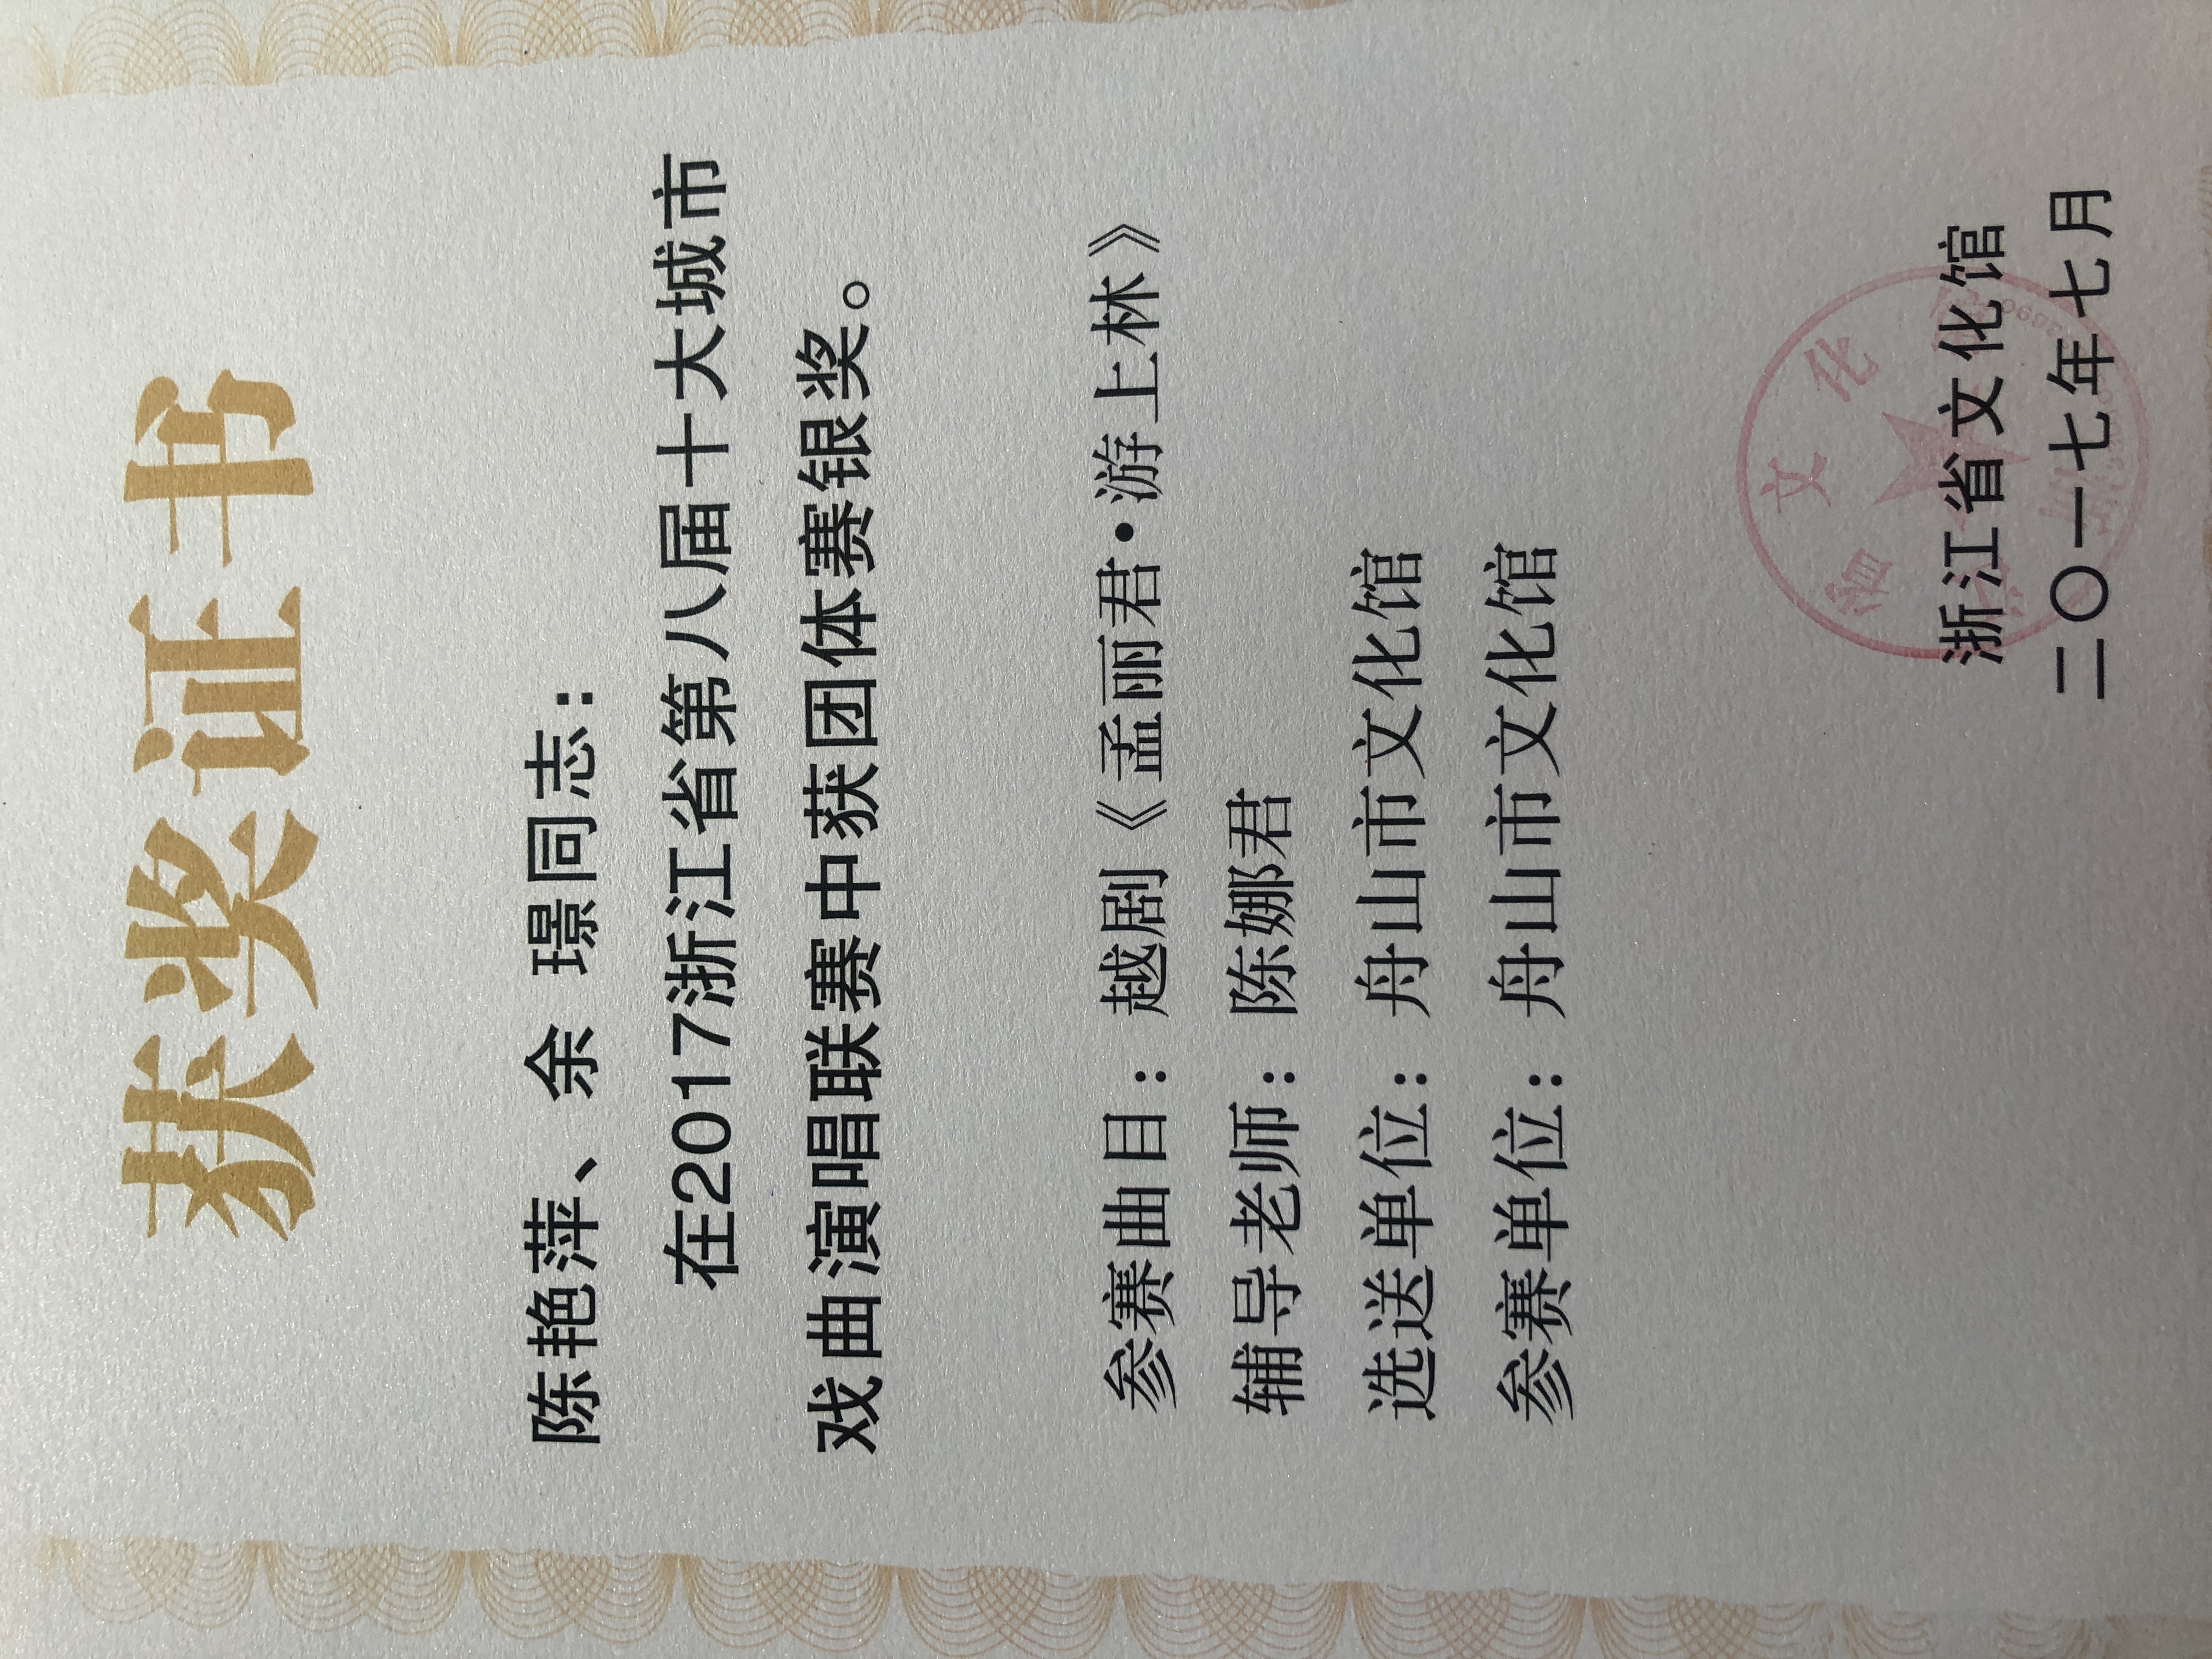 获奖证书
陈艳萍、余 璟同志：
在2017浙江省第八届十大城市
戏曲演唱联赛中获团体赛银奖。
参赛曲目：越剧《孟丽君•游上林》
辅导老师：陈娜君
选送单位：舟山市文化馆
参赛单位：舟山市文化馆
浙江省文化馆
二〇一七年七月